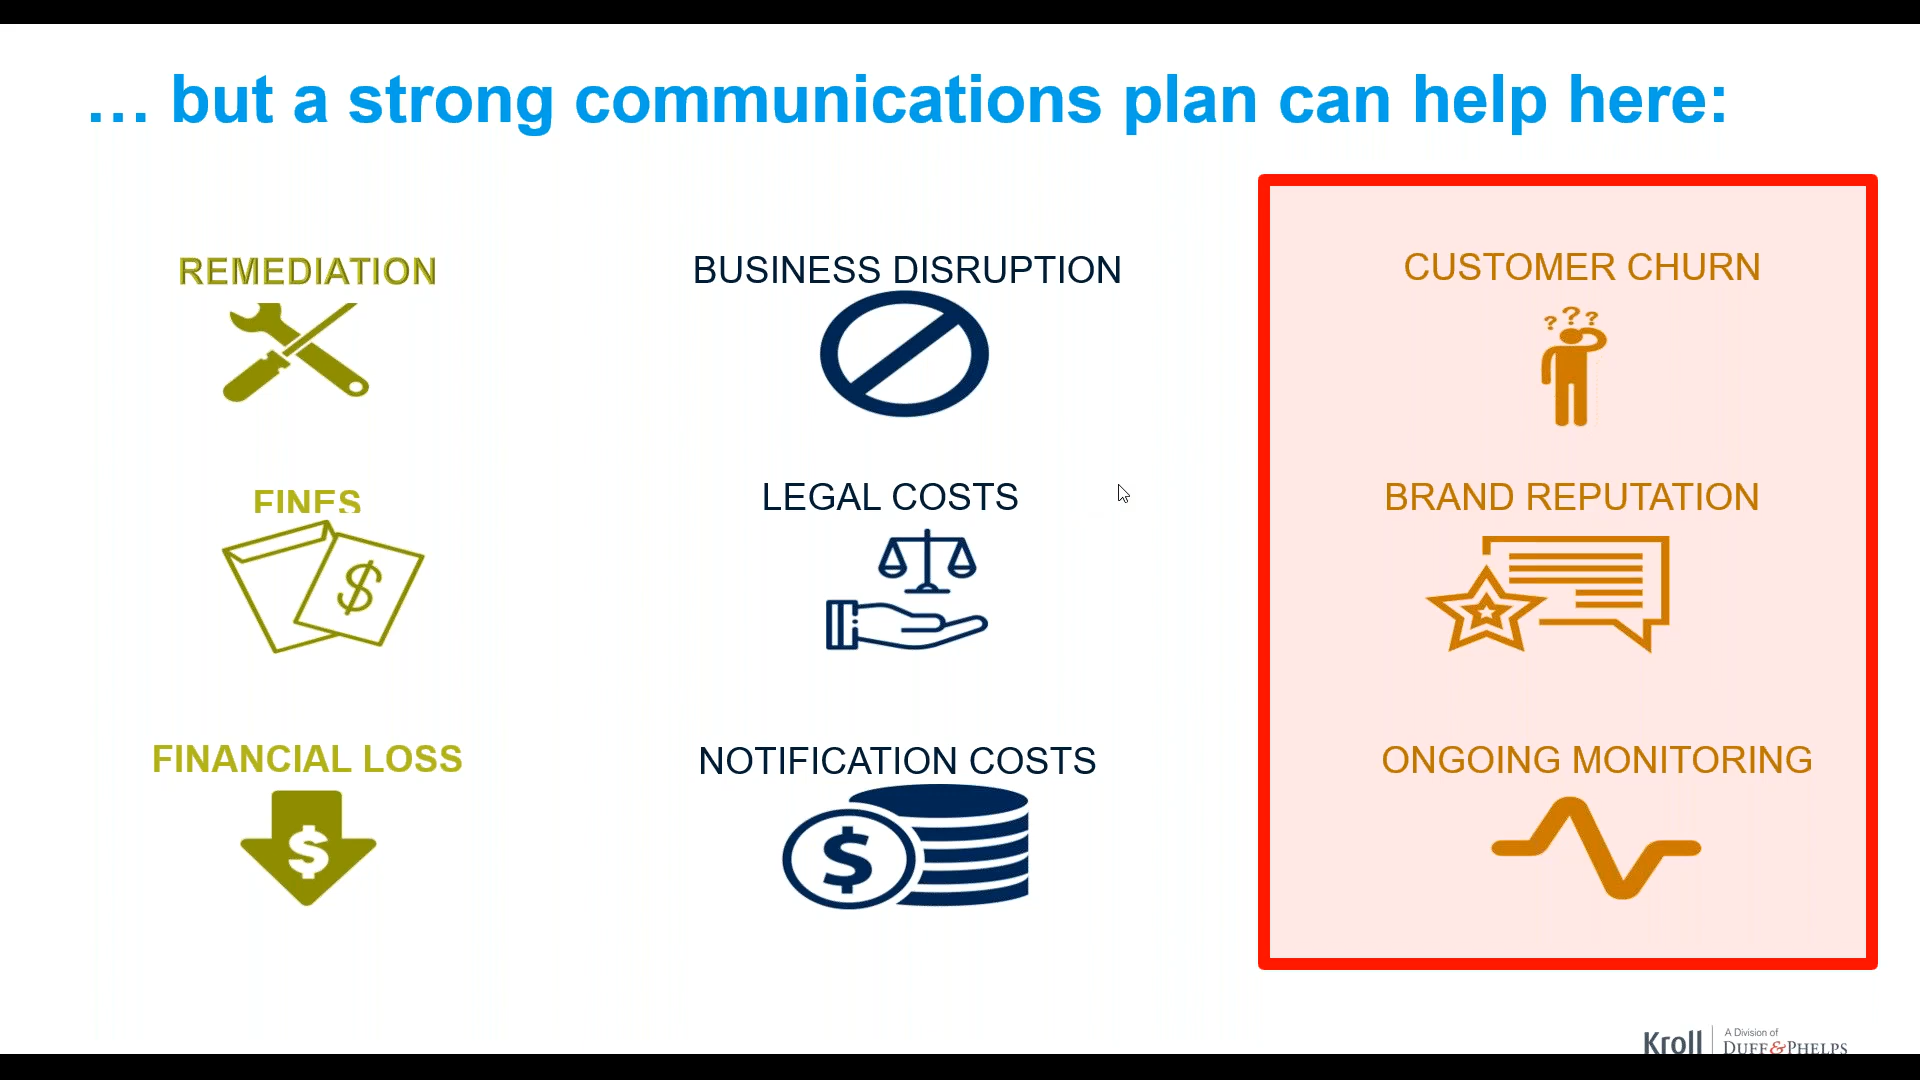 ... but a strong communications plan can help here:
REMEDIATION
BUSINESS DISRUPTION
CUSTOMER CHURN
? ? ?
FINES
LEGAL COSTS
BRAND REPUTATION
$
FINANCIAL LOSS
NOTIFICATION COSTS
ONGOING MONITORING
$
$
Kroll
A Division of
DUFF&PHELPS